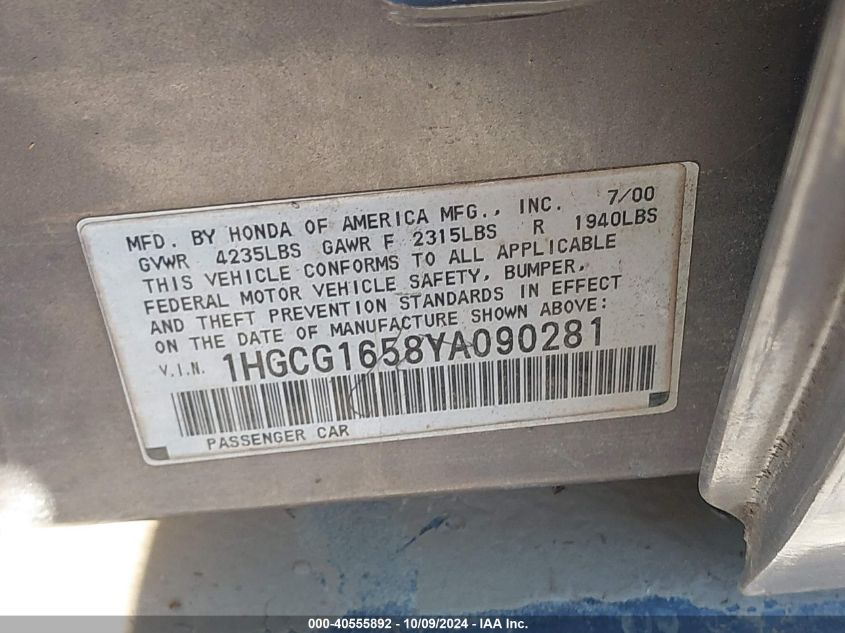 MFD. BY HONDA OF AMERICA MFG., INC. 7/00
GVWR 4235LBS GAWR F 2315LBS R 1940LBS
THIS VEHICLE CONFORMS TO ALL APPLICABLE
FEDERAL MOTOR VEHICLE SAFETY, BUMPER,
AND THEFT PREVENTION STANDARDS IN EFFECT
ON THE DATE OF MANUFACTURE SHOWN ABOVE:
V.I.N. 1HGCG1658YA090281
PASSENGER CAR
000-40555892 - 10/09/2024 - IAA Inc.